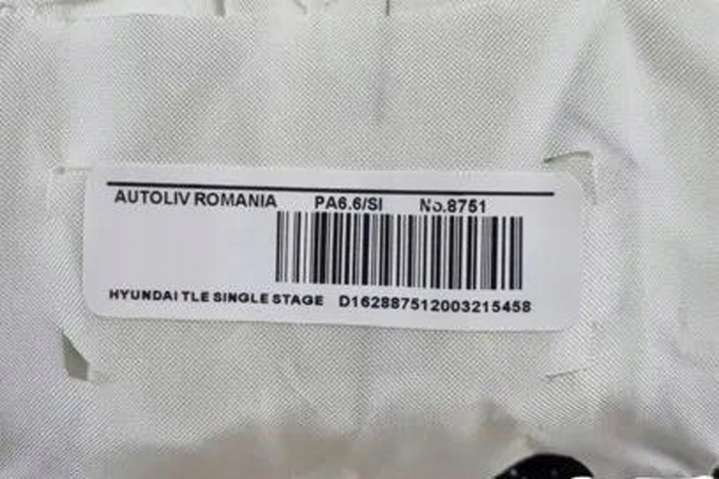 AUTOLIV ROMANIA PA6.6/SI No.8751
HYUNDAI TLE SINGLE STAGE D162887512003215458